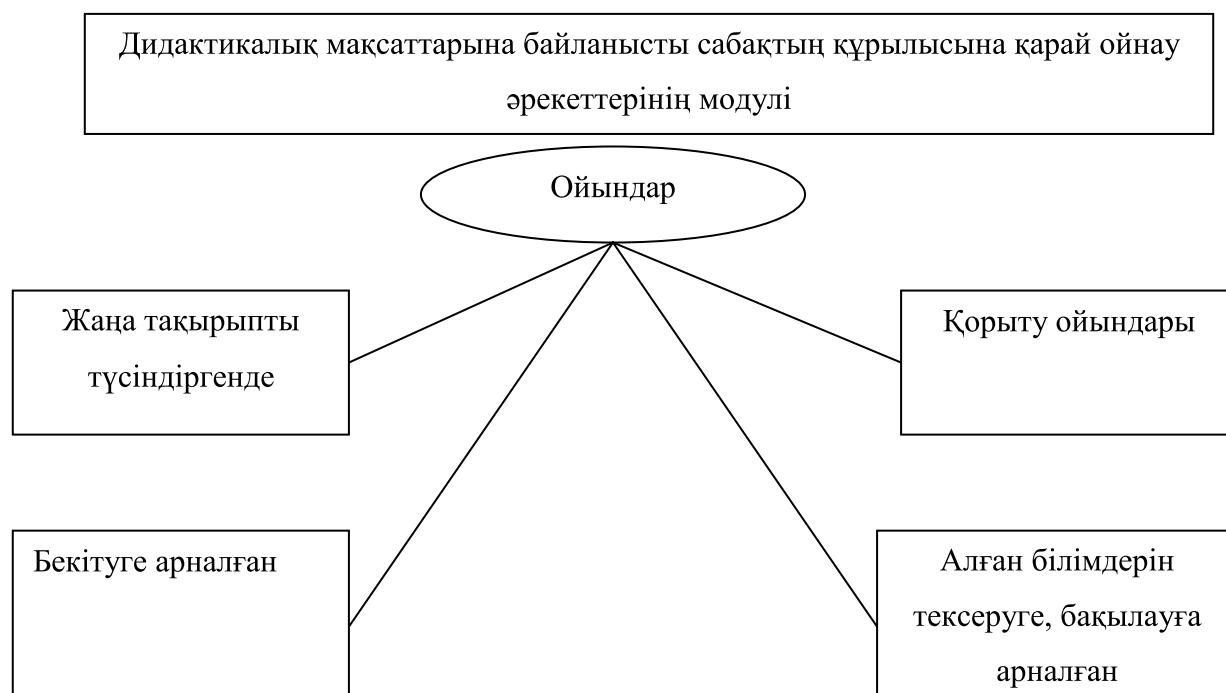 Дидактикалық мақсаттарына байланысты сабақтың құрылысына қарай ойнау
әрекеттерінің модулі
Ойындар
Жаңа тақырыпты
түсіндіргенде
Қорыту ойындары
Бекітуге арналған
Алған білімдерін
тексеруге, бақылауға
арналған